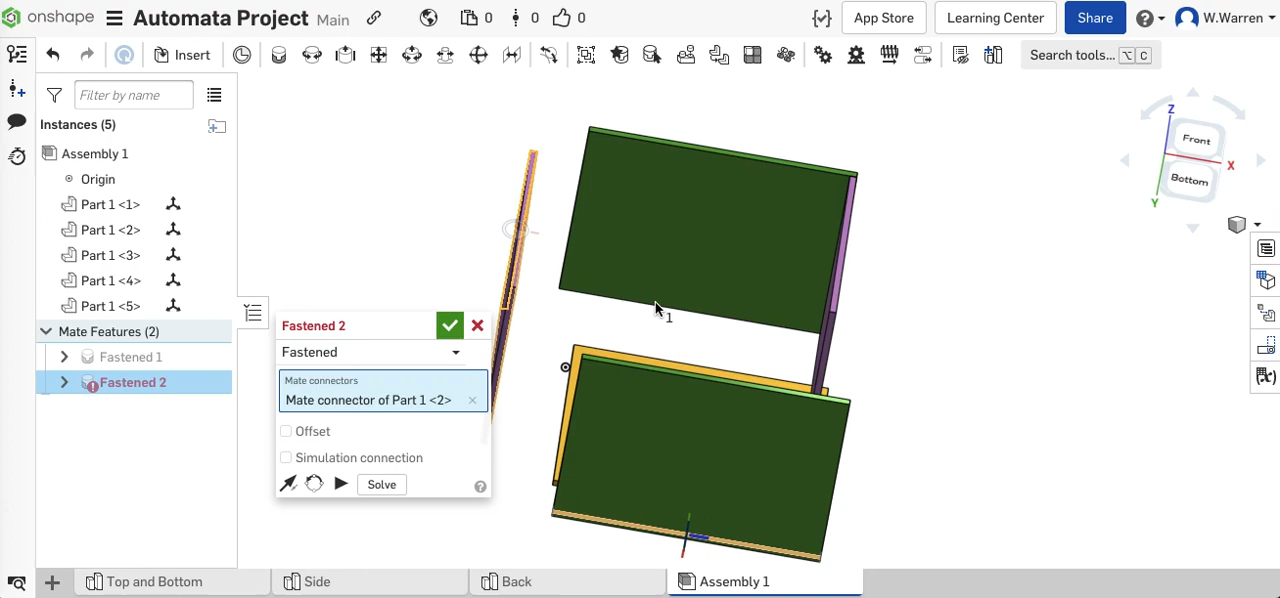 onshape Automata Project Main 0 0 0 App Store Learning Center Share W.Warren
Insert Search tools... ⌥ C
Filter by name
Instances (5)
Assembly 1
Origin
Part 1 <1>
Part 1 <2>
Part 1 <3>
Part 1 <4>
Part 1 <5>
Mate Features (2)
Fastened 1
Fastened 2
Fastened 2
Fastened
Mate connectors
Mate connector of Part 1 <2>
Offset
Simulation connection
Solve
1
Z
Front
X
Bottom
Y
Top and Bottom Side Back Assembly 1